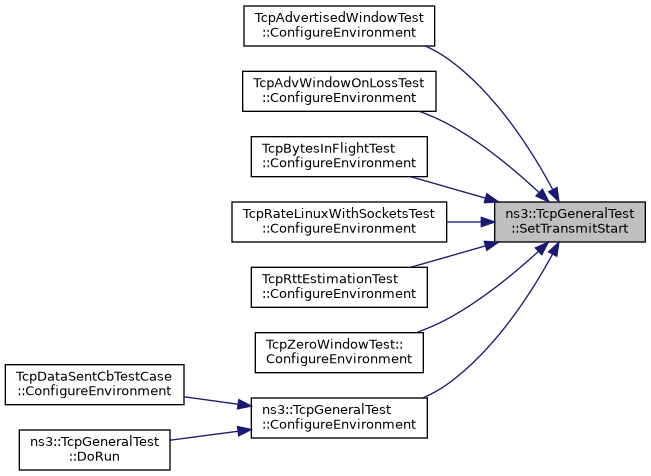 TcpAdvertisedWindowTest
::ConfigureEnvironment
TcpAdvWindowOnLossTest
::ConfigureEnvironment
TcpBytesInFlightTest
::ConfigureEnvironment
TcpRateLinuxWithSocketsTest
::ConfigureEnvironment
ns3::TcpGeneralTest
::SetTransmitStart
TcpRttEstimationTest
::ConfigureEnvironment
TcpZeroWindowTest::
ConfigureEnvironment
TcpDataSentCbTestCase
::ConfigureEnvironment
ns3::TcpGeneralTest
::ConfigureEnvironment
ns3::TcpGeneralTest
::DoRun